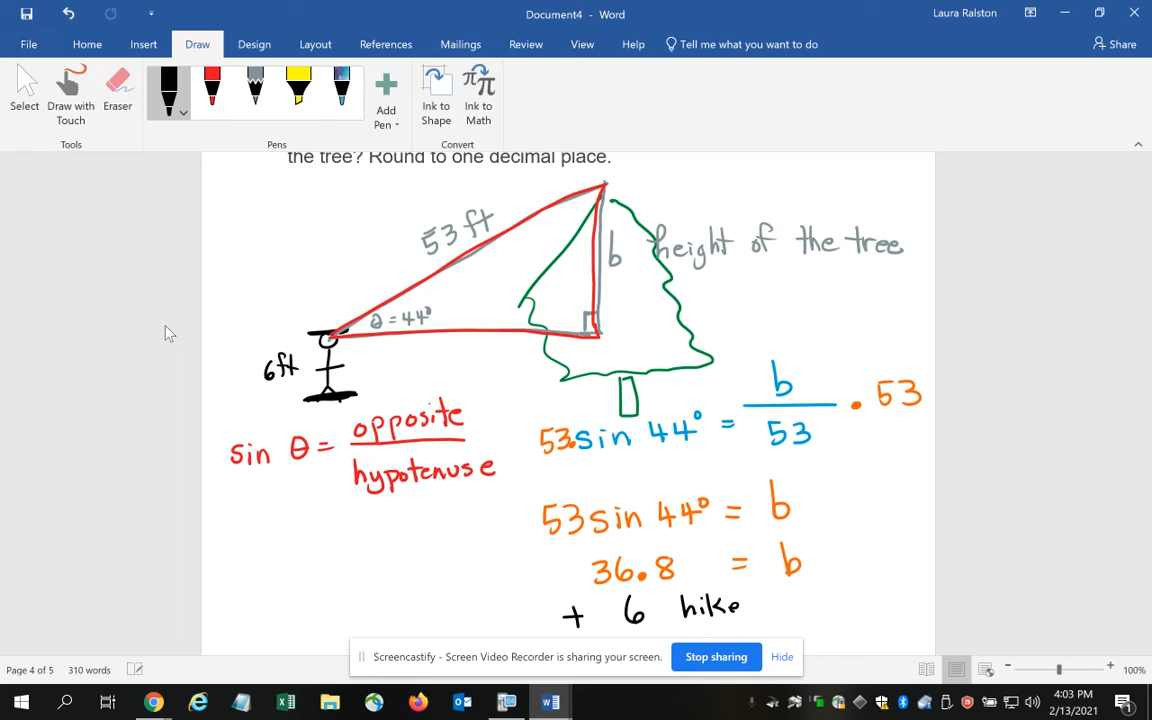 Document4 - Word
Laura Ralston
File Home Insert Draw Design Layout References Mailings Review View Help Tell me what you want to do Share
Select
Draw with Touch
Eraser
Add Pen
Ink to Shape
Ink to Math
Tools
Pens
Convert
the tree? Round to one decimal place.
53 ft
b
height of the tree
θ = 44°
6ft
sin θ = opposite
hypotenuse
b
53.sin 44° = — . 53
53
53 sin 44° = b
36.8 = b
+ 6 hike
Screencastify - Screen Video Recorder is sharing your screen.
Stop sharing
Hide
Page 4 of 5
310 words
100%
4:03 PM
2/13/2021